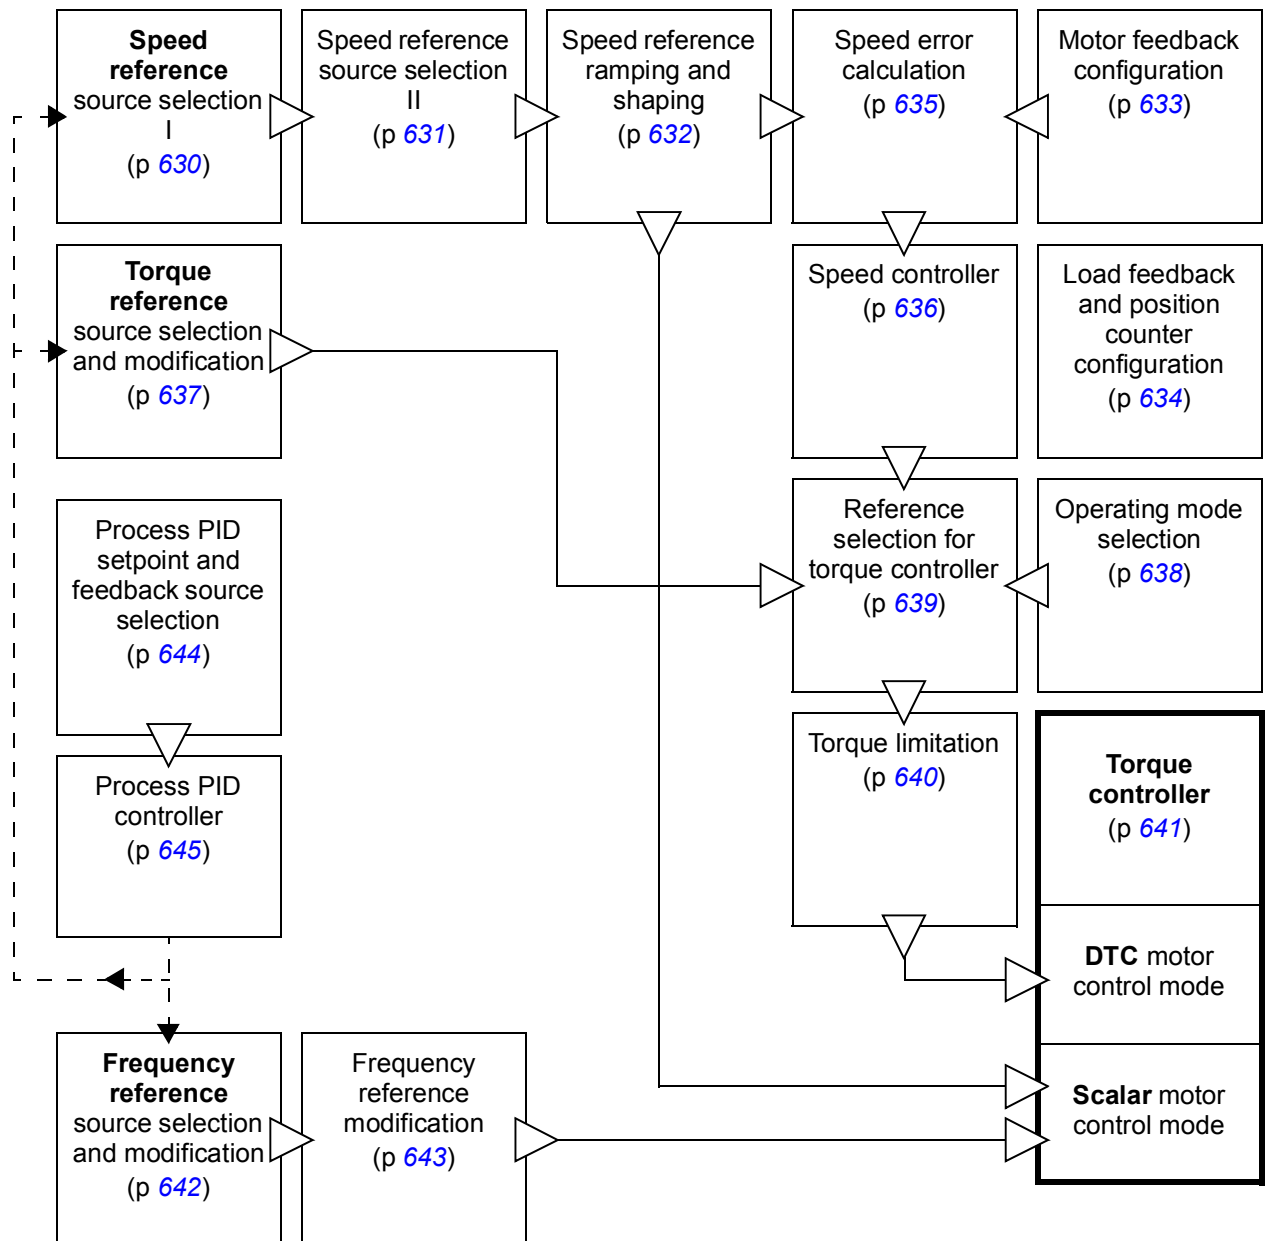 Speed
reference
source selection
I
(p 630)
Speed reference
source selection
II
(p 631)
Speed reference
ramping and
shaping
(p 632)
Speed error
calculation
(p 635)
Motor feedback
configuration
(p 633)
Torque
reference
source selection
and modification
(p 637)
Speed controller
(p 636)
Load feedback
and position
counter
configuration
(p 634)
Process PID
setpoint and
feedback source
selection
(p 644)
Reference
selection for
torque controller
(p 639)
Operating mode
selection
(p 638)
Process PID
controller
(p 645)
Torque limitation
(p 640)
Torque
controller
(p 641)
DTC motor
control mode
Scalar motor
control mode
Frequency
reference
source selection
and modification
(p 642)
Frequency
reference
modification
(p 643)